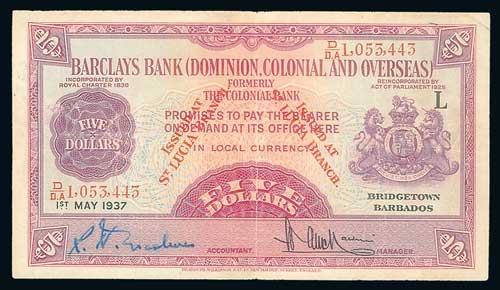 D/DA 1,053,443
BARCLAYS BANK (DOMINION, COLONIAL AND OVERSEAS)
INCORPORATED BY
ROYAL CHARTER 1836
FORMERLY
THE COLONIAL BANK
REINCORPORATED BY
ACT OF PARLIAMENT 1925
L
ISSUED AT
ST LUCIA BRANCH.
ISSUED AT
ST LUCIA BRANCH.
PROMISES TO PAY THE BEARER
ON DEMAND AT ITS OFFICE HERE
IN LOCAL CURRENCY
FIVE
DOLLARS
D/DA 1,053,443
1ST MAY 1937
FIVE
DOLLARS
BRIDGETOWN
BARBADOS
ACCOUNTANT.
MANAGER.